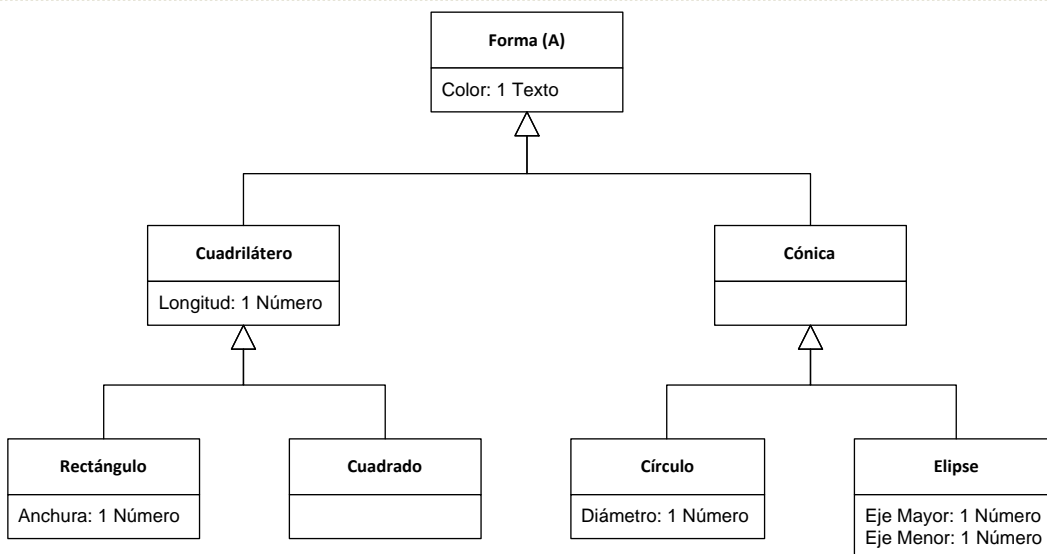 Forma (A)
Color: 1 Texto
Cuadrilátero
Longitud: 1 Número
Cónica
Rectángulo
Anchura: 1 Número
Cuadrado
Círculo
Diámetro: 1 Número
Elipse
Eje Mayor: 1 Número
Eje Menor: 1 Número